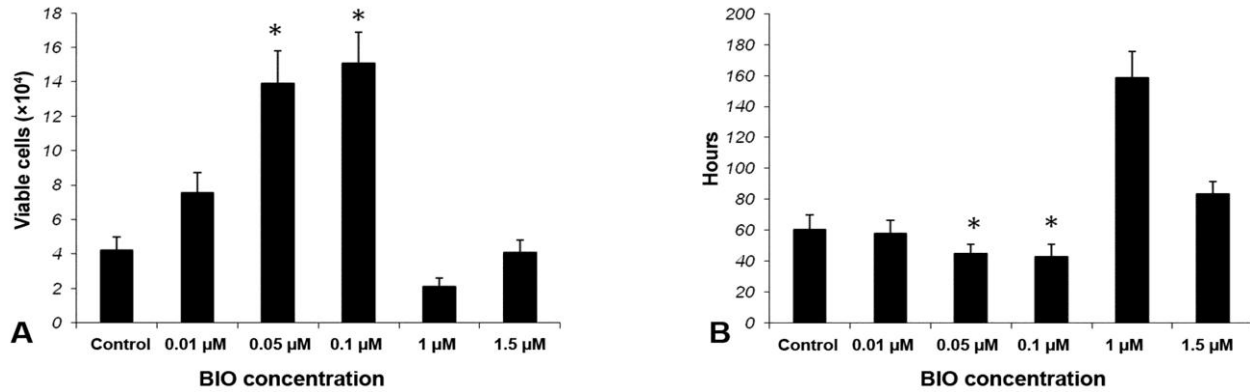 18
16
14
12
10
8
6
4
2
0
Viable cells (×10⁴)
* *
Control 0.01 µM 0.05 µM 0.1 µM 1 µM 1.5 µM
BIO concentration
A
200
180
160
140
120
100
80
60
40
20
0
Hours
* *
Control 0.01 µM 0.05 µM 0.1 µM 1 µM 1.5 µM
BIO concentration
B